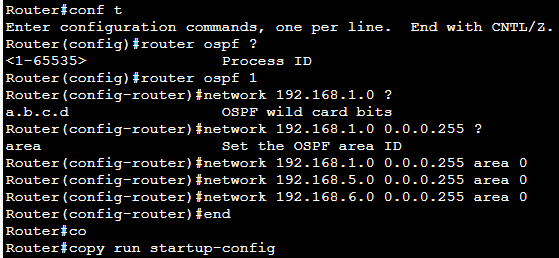 Router#conf t
Enter configuration commands, one per line. End with CNTL/Z.
Router(config)#router ospf ?
<1-65535> Process ID
Router(config)#router ospf 1
Router(config-router)#network 192.168.1.0 ?
a.b.c.d OSPF wild card bits
Router(config-router)#network 192.168.1.0 0.0.0.255 ?
area Set the OSPF area ID
Router(config-router)#network 192.168.1.0 0.0.0.255 area 0
Router(config-router)#network 192.168.5.0 0.0.0.255 area 0
Router(config-router)#network 192.168.6.0 0.0.0.255 area 0
Router(config-router)#end
Router#co
Router#copy run startup-config